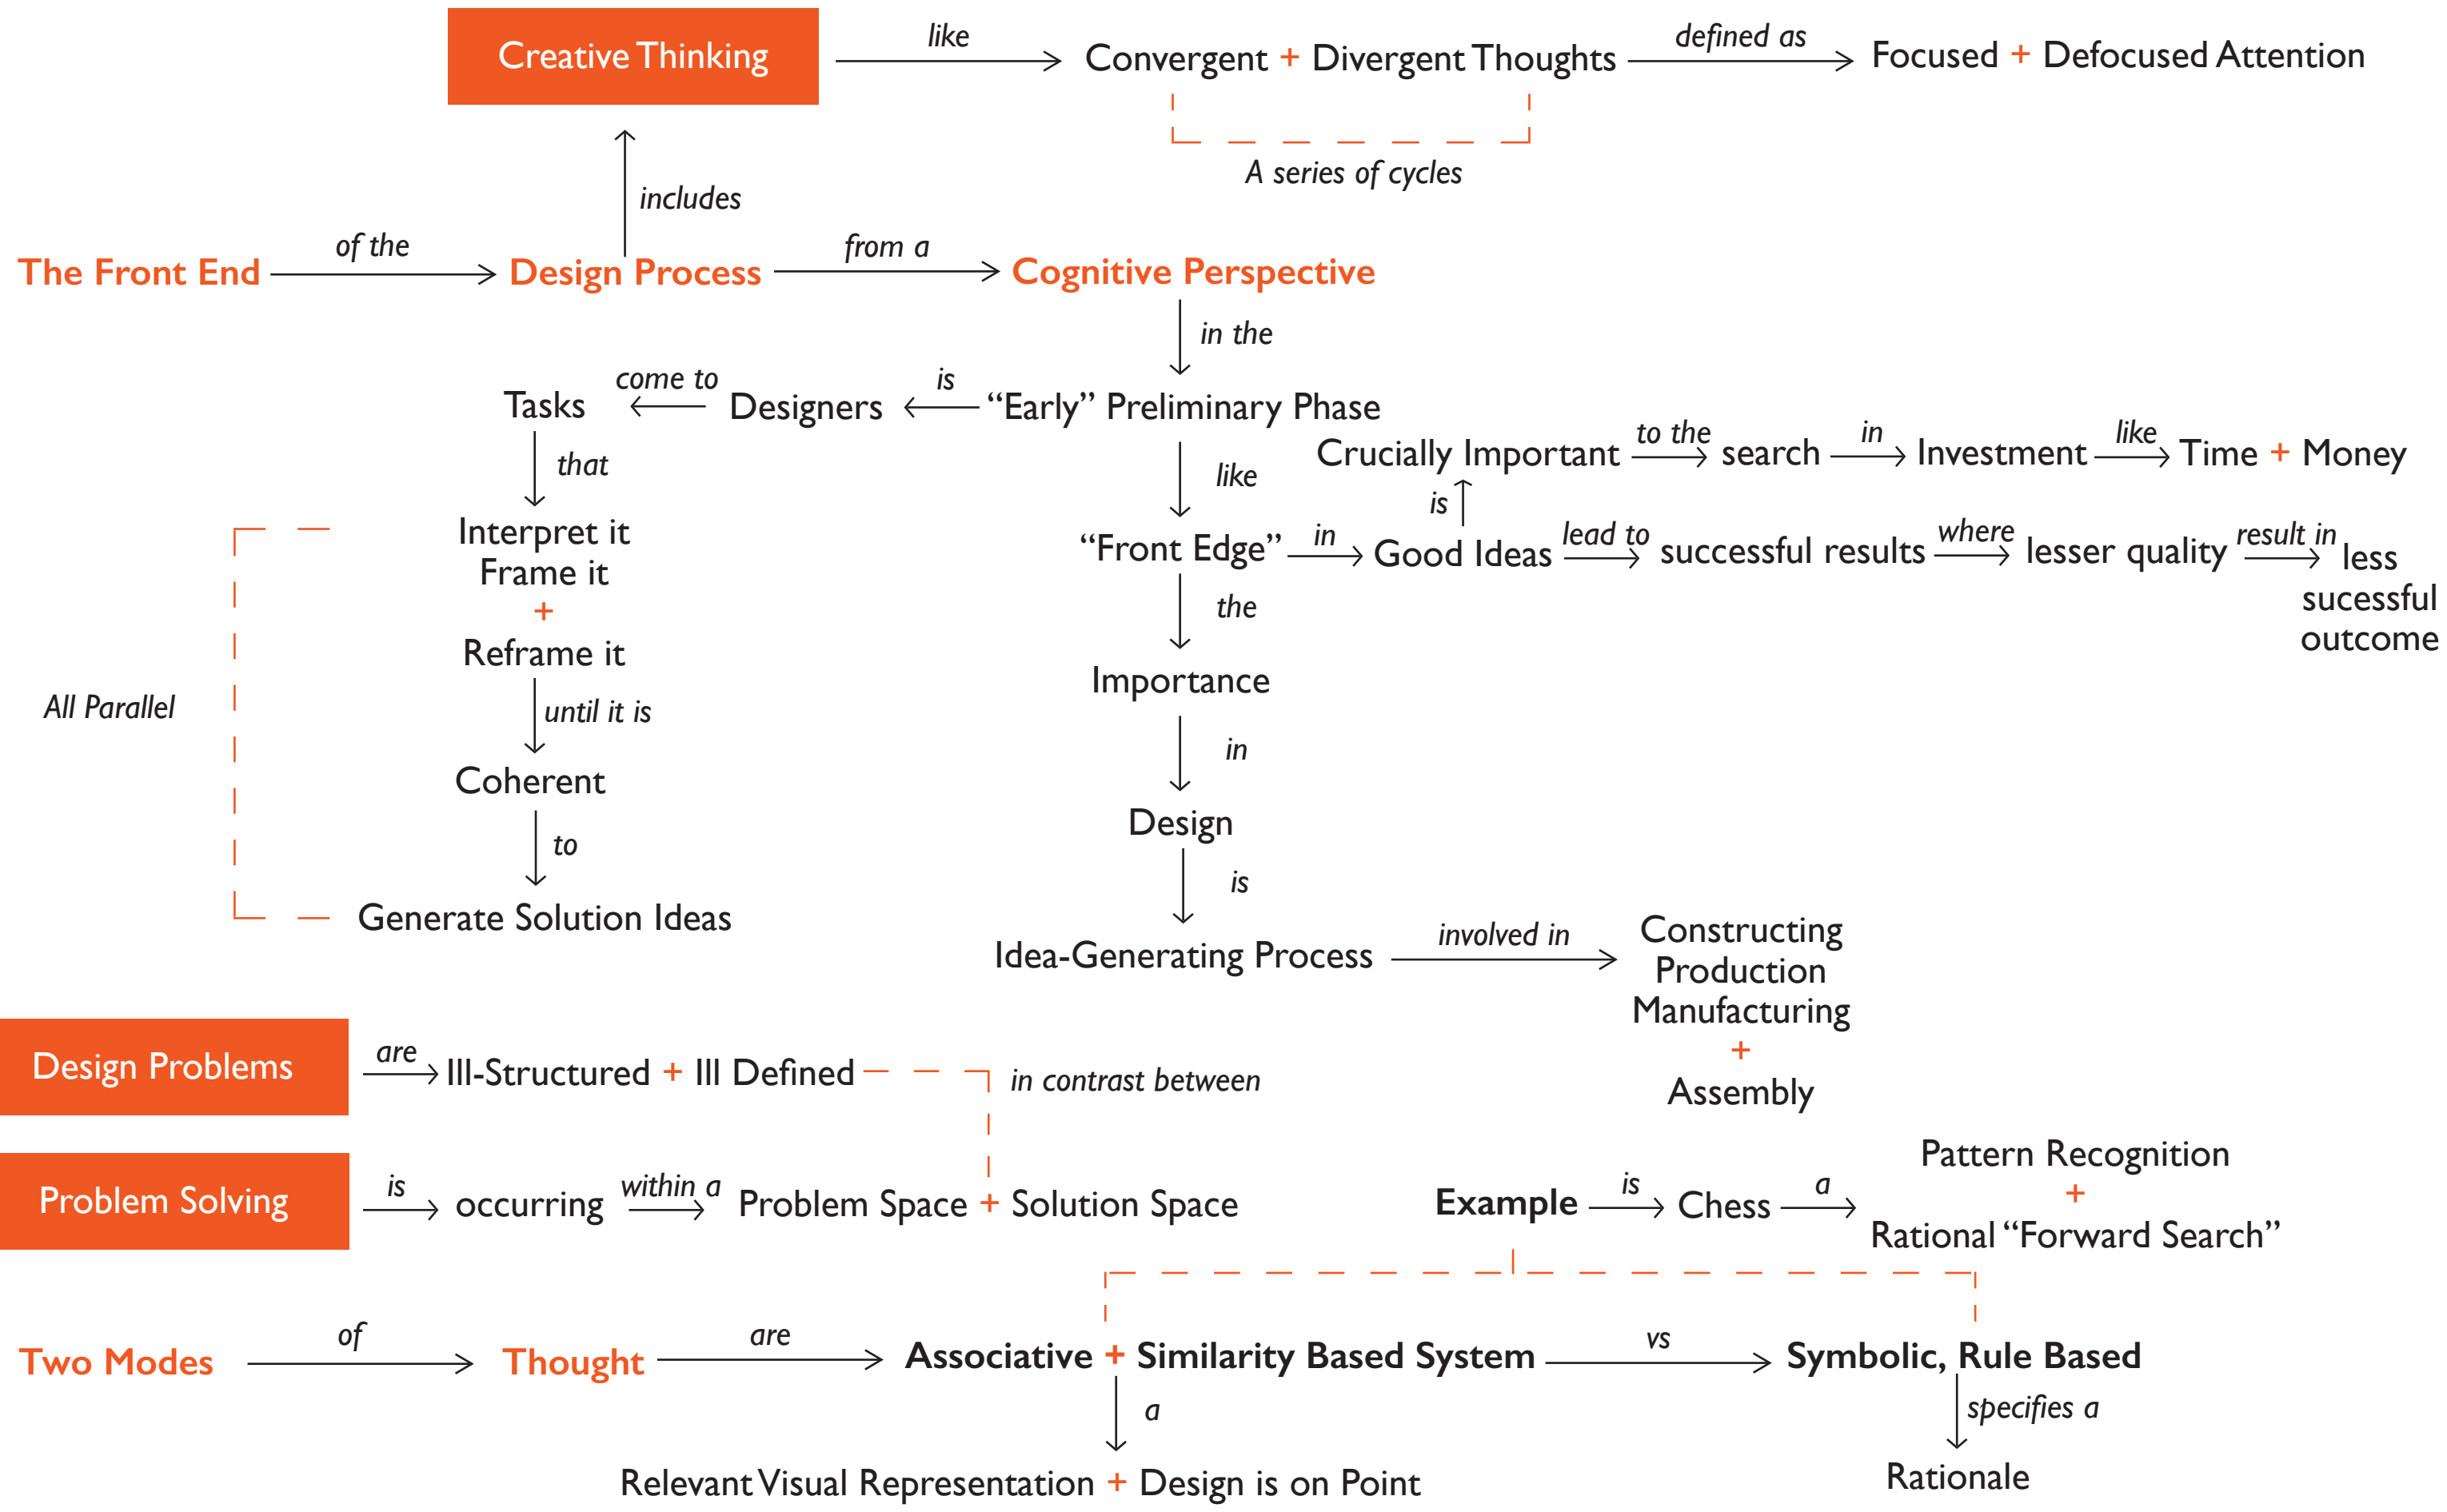 Creative Thinking
like
Convergent + Divergent Thoughts
defined as
Focused + Defocused Attention
A series of cycles
includes
The Front End
of the
Design Process
from a
Cognitive Perspective
in the
Tasks
come to
Designers
is
“Early” Preliminary Phase
that
like
Crucially Important
to the
search
in
Investment
like
Time + Money
is
Interpret it
Frame it
+
Reframe it
“Front Edge”
in
Good Ideas
lead to
successful results
where
lesser quality
result in
less
sucessful
outcome
the
All Parallel
until it is
Importance
in
Coherent
to
Design
is
Generate Solution Ideas
Idea-Generating Process
involved in
Constructing
Production
Manufacturing
+
Assembly
Design Problems
are
Ill-Structured + Ill Defined
in contrast between
Problem Solving
is
occurring
within a
Problem Space + Solution Space
Example
is
Chess
a
Pattern Recognition
+
Rational “Forward Search”
Two Modes
of
Thought
are
Associative + Similarity Based System
vs
Symbolic, Rule Based
a
specifies a
Relevant Visual Representation + Design is on Point
Rationale